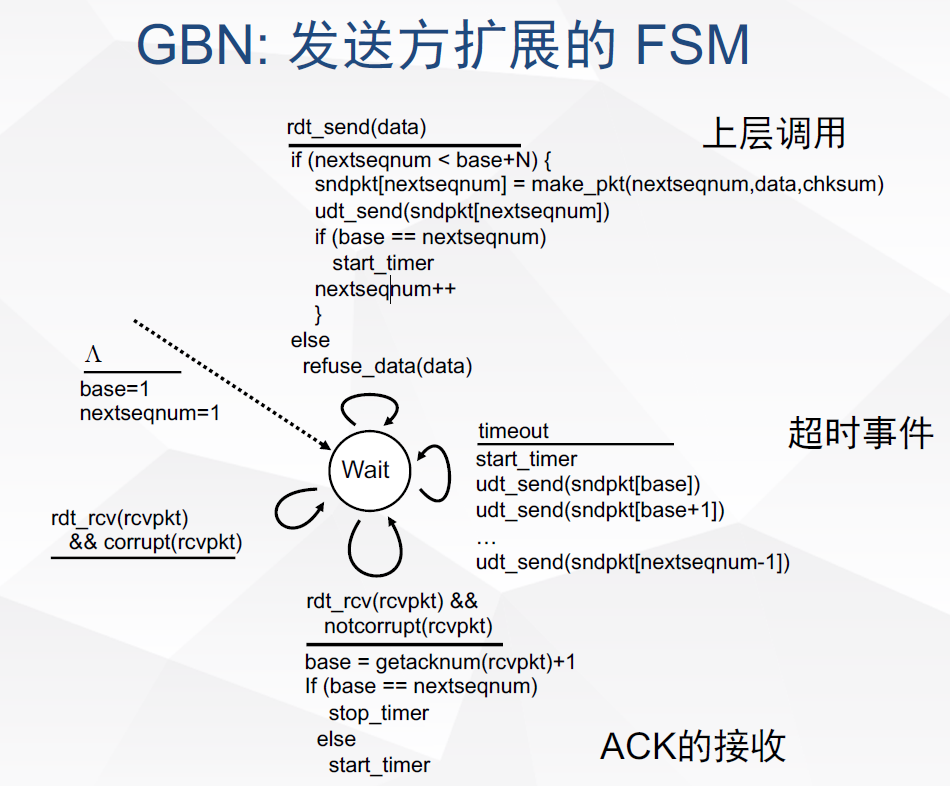 GBN: 发送方扩展的 FSM
rdt_send(data)
上层调用
if (nextseqnum < base+N) {
sndpkt[nextseqnum] = make_pkt(nextseqnum,data,chksum)
udt_send(sndpkt[nextseqnum])
if (base == nextseqnum)
start_timer
nextseqnum++
}
else
refuse_data(data)
Λ
base=1
nextseqnum=1
Wait
timeout
超时事件
start_timer
udt_send(sndpkt[base])
udt_send(sndpkt[base+1])
…
udt_send(sndpkt[nextseqnum-1])
rdt_rcv(rcvpkt)
&& corrupt(rcvpkt)
rdt_rcv(rcvpkt) &&
notcorrupt(rcvpkt)
base = getacknum(rcvpkt)+1
If (base == nextseqnum)
stop_timer
else
start_timer
ACK的接收